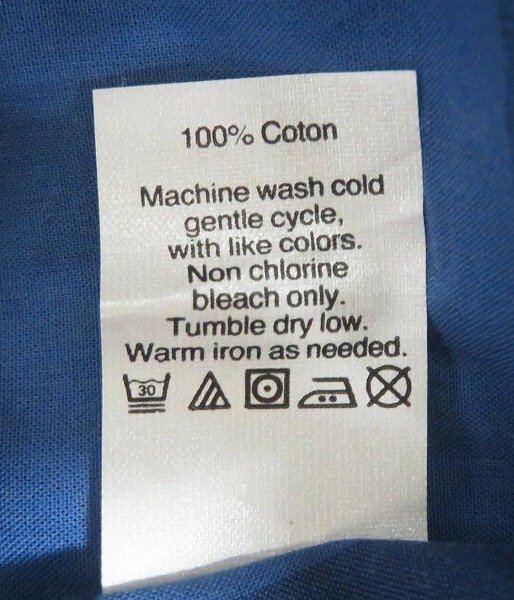 100% Coton
Machine wash cold
gentle cycle,
with like colors.
Non chlorine
bleach only.
Tumble dry low.
Warm iron as needed.
30